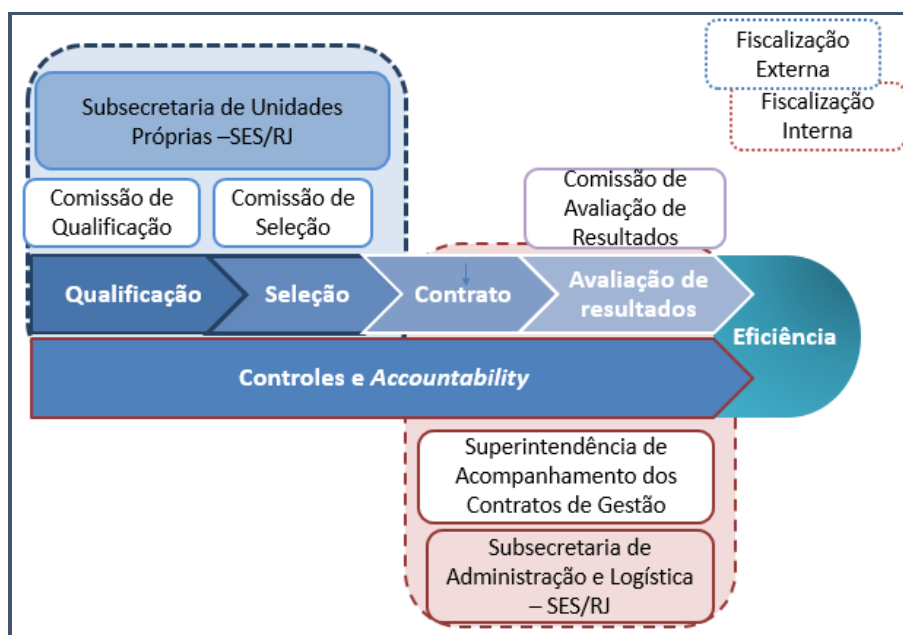 Fiscalização
Externa
Fiscalização
Interna
Subsecretaria de Unidades
Próprias –SES/RJ
Comissão de
Qualificação
Comissão de
Seleção
Comissão de
Avaliação de
Resultados
Qualificação
Seleção
Contrato
Avaliação de
resultados
Eficiência
Controles e Accountability
Superintendência de
Acompanhamento dos
Contratos de Gestão
Subsecretaria de
Administração e Logística
– SES/RJ